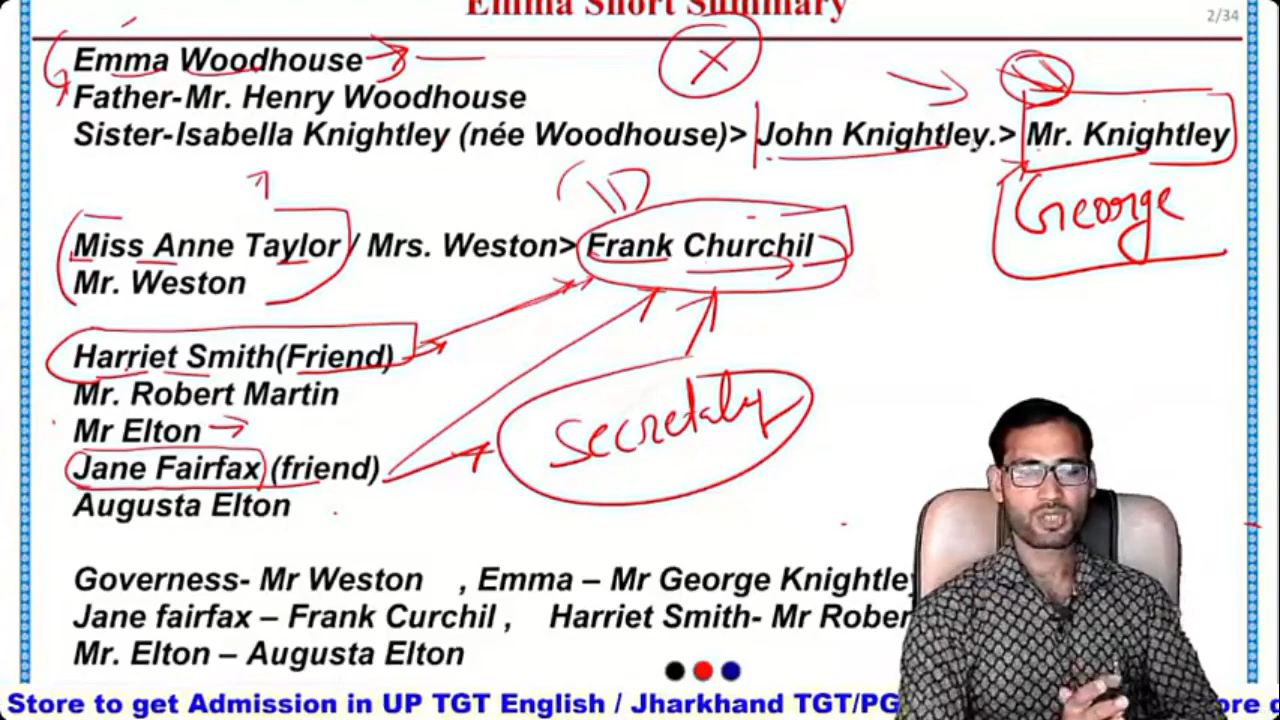 Emma Short Summary
2/34
Emma Woodhouse
Father-Mr. Henry Woodhouse
Sister-Isabella Knightley (née Woodhouse)> John Knightley.> Mr. Knightley
George
Miss Anne Taylor / Mrs. Weston> Frank Churchil
Mr. Weston
Harriet Smith(Friend)
Mr. Robert Martin
Mr Elton
Jane Fairfax (friend)
Augusta Elton
Governess- Mr Weston , Emma – Mr George Knightley
Jane fairfax – Frank Curchil , Harriet Smith- Mr Rober
Mr. Elton – Augusta Elton
Store to get Admission in UP TGT English / Jharkhand TGT/PG